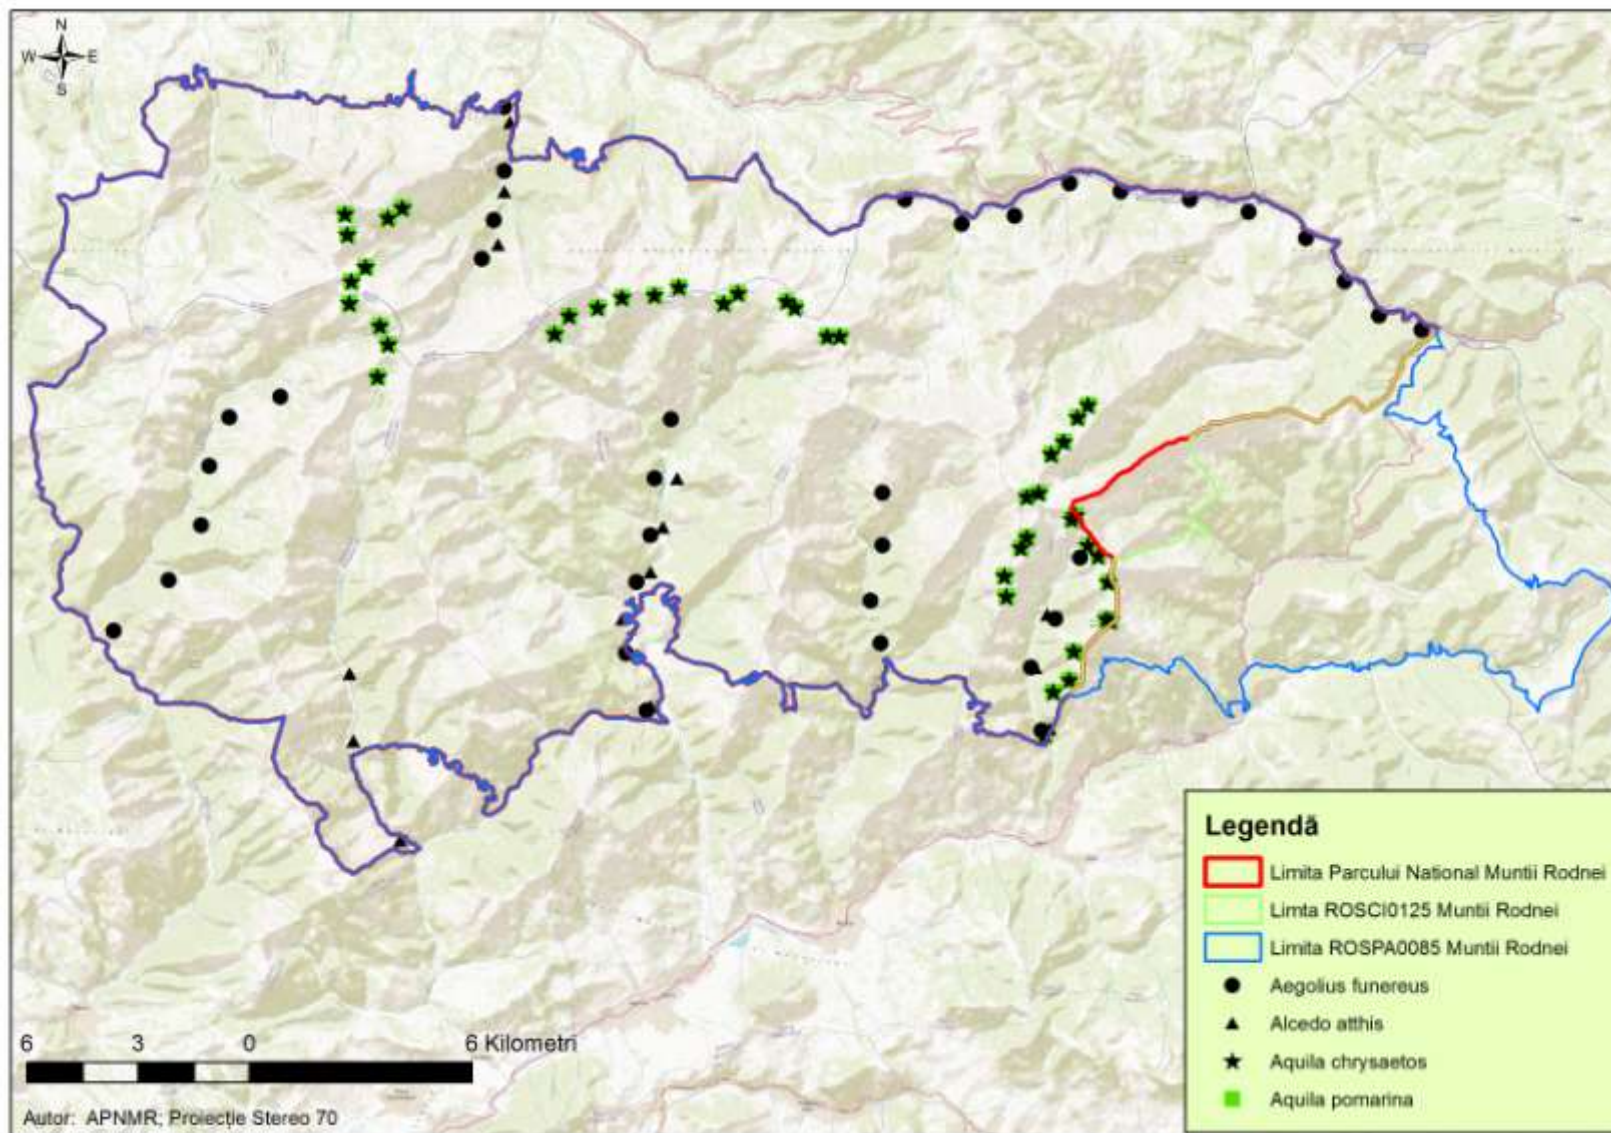 N
W E
S
Legendă
Limita Parcului National Muntii Rodnei
Limta ROSCI0125 Muntii Rodnei
Limita ROSPA0085 Muntii Rodnei
Aegolius funereus
Alcedo atthis
Aquila chrysaetos
Aquila pomarina
6 3 0 6 Kilometri
Autor: APNMR, Proiecție Stereo 70